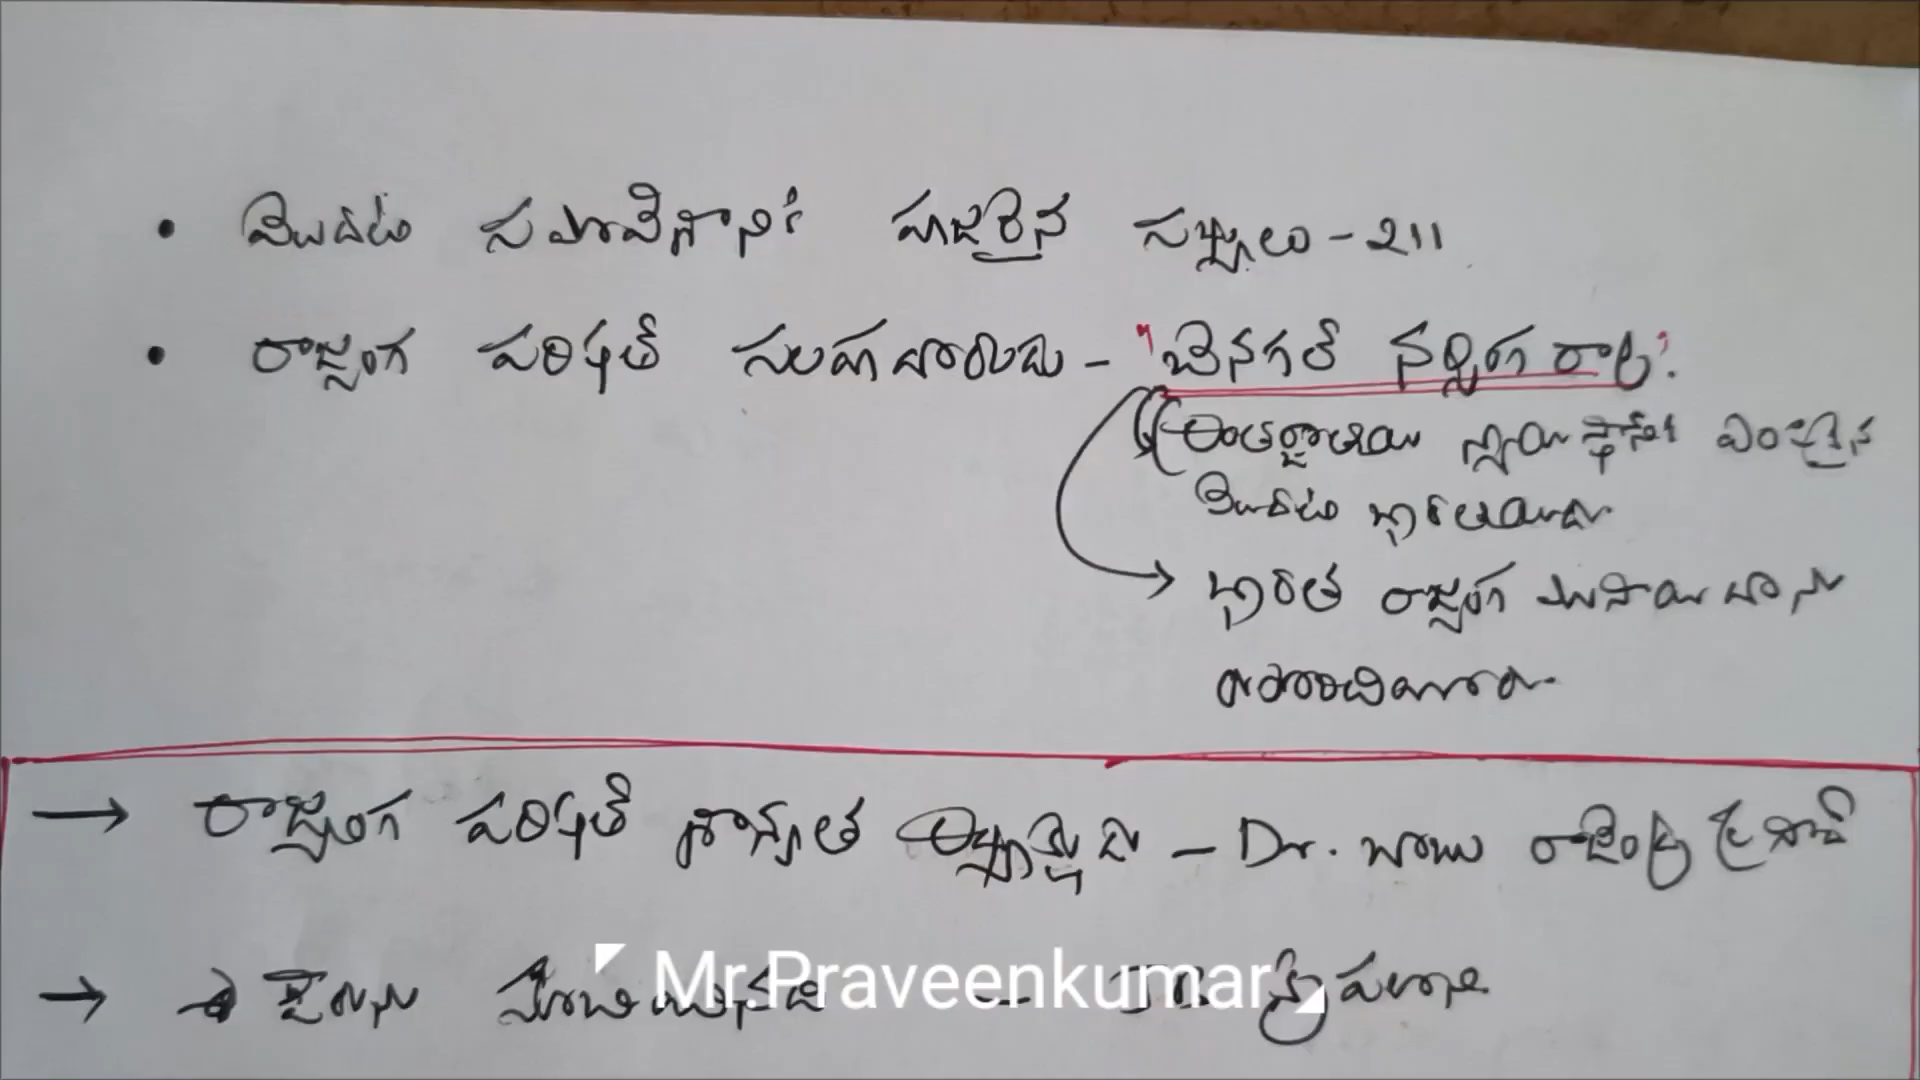 • మొదటి సమావేశానికి హాజరైన సభ్యులు - 211
• రాజ్యాంగ పరిషత్ సలహాదారుడు - "బెనగల్ నర్సింగరావు".
(అంతర్జాతీయ న్యాయస్థానానికి ఎంపికైన
మొదటి భారతీయుడు.
→ భారత రాజ్యాంగ ముసాయిదాను
రూపొందించారు.
→ రాజ్యాంగ పరిషత్ శాశ్వత అధ్యక్షుడు - Dr. బాబు రాజేంద్ర ప్రసాద్
→ ఈ పేరును
Mr.Praveenkumar